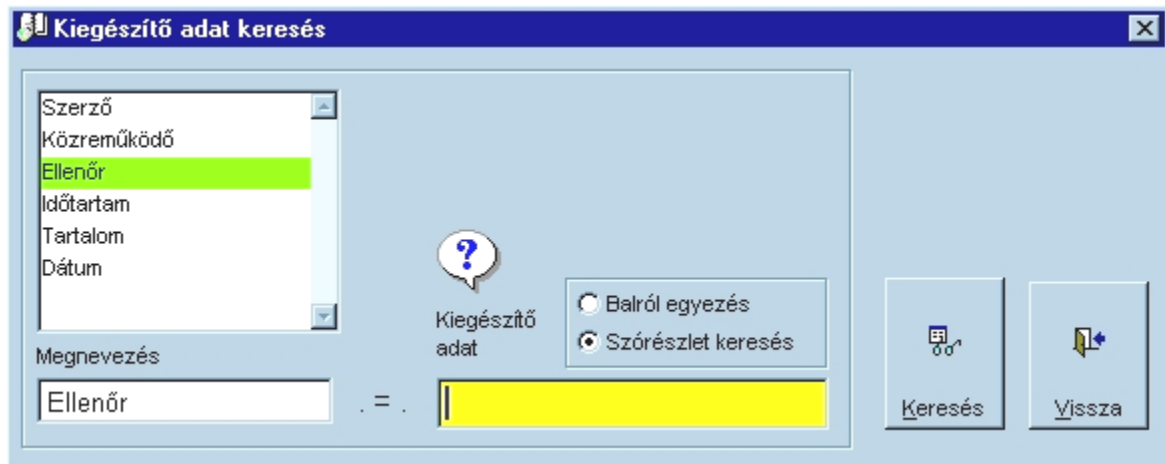 Kiegészítő adat keresés
Szerző
Közreműködő
Ellenőr
Időtartam
Tartalom
Dátum
Megnevezés
Ellenőr
. = .
?
Kiegészítő
adat
Balról egyezés
Szórészlet keresés
Keresés
Vissza